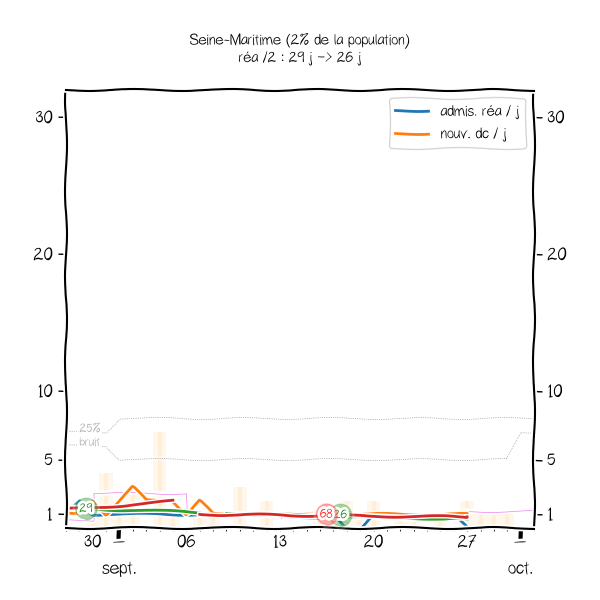 Seine-Maritime (2% de la population)
réa /2 : 29 j -> 26 j
admis. réa / j
nouv. dc / j
30 30
20 20
10 10
25%
bruit
5 5
29
68 26
1 1
30 06 13 20 27
sept. oct.